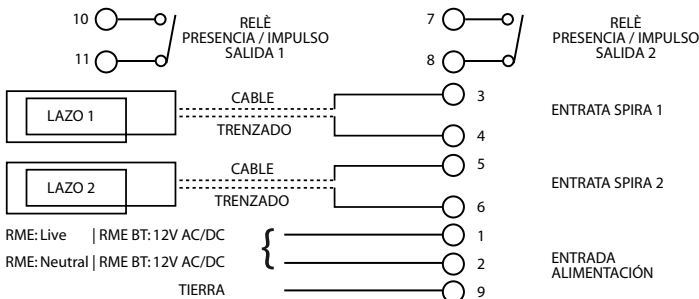 10
RELÈ
PRESENCIA / IMPULSO
SALIDA 1
11
7
RELÈ
PRESENCIA / IMPULSO
SALIDA 2
8
LAZO 1
CABLE
TRENZADO
3
4
ENTRATA SPIRA 1
LAZO 2
CABLE
TRENZADO
5
6
ENTRATA SPIRA 2
RME: Live | RME BT: 12V AC/DC
RME: Neutral | RME BT: 12V AC/DC
{
1
2
ENTRADA
ALIMENTACIÓN
TIERRA
9